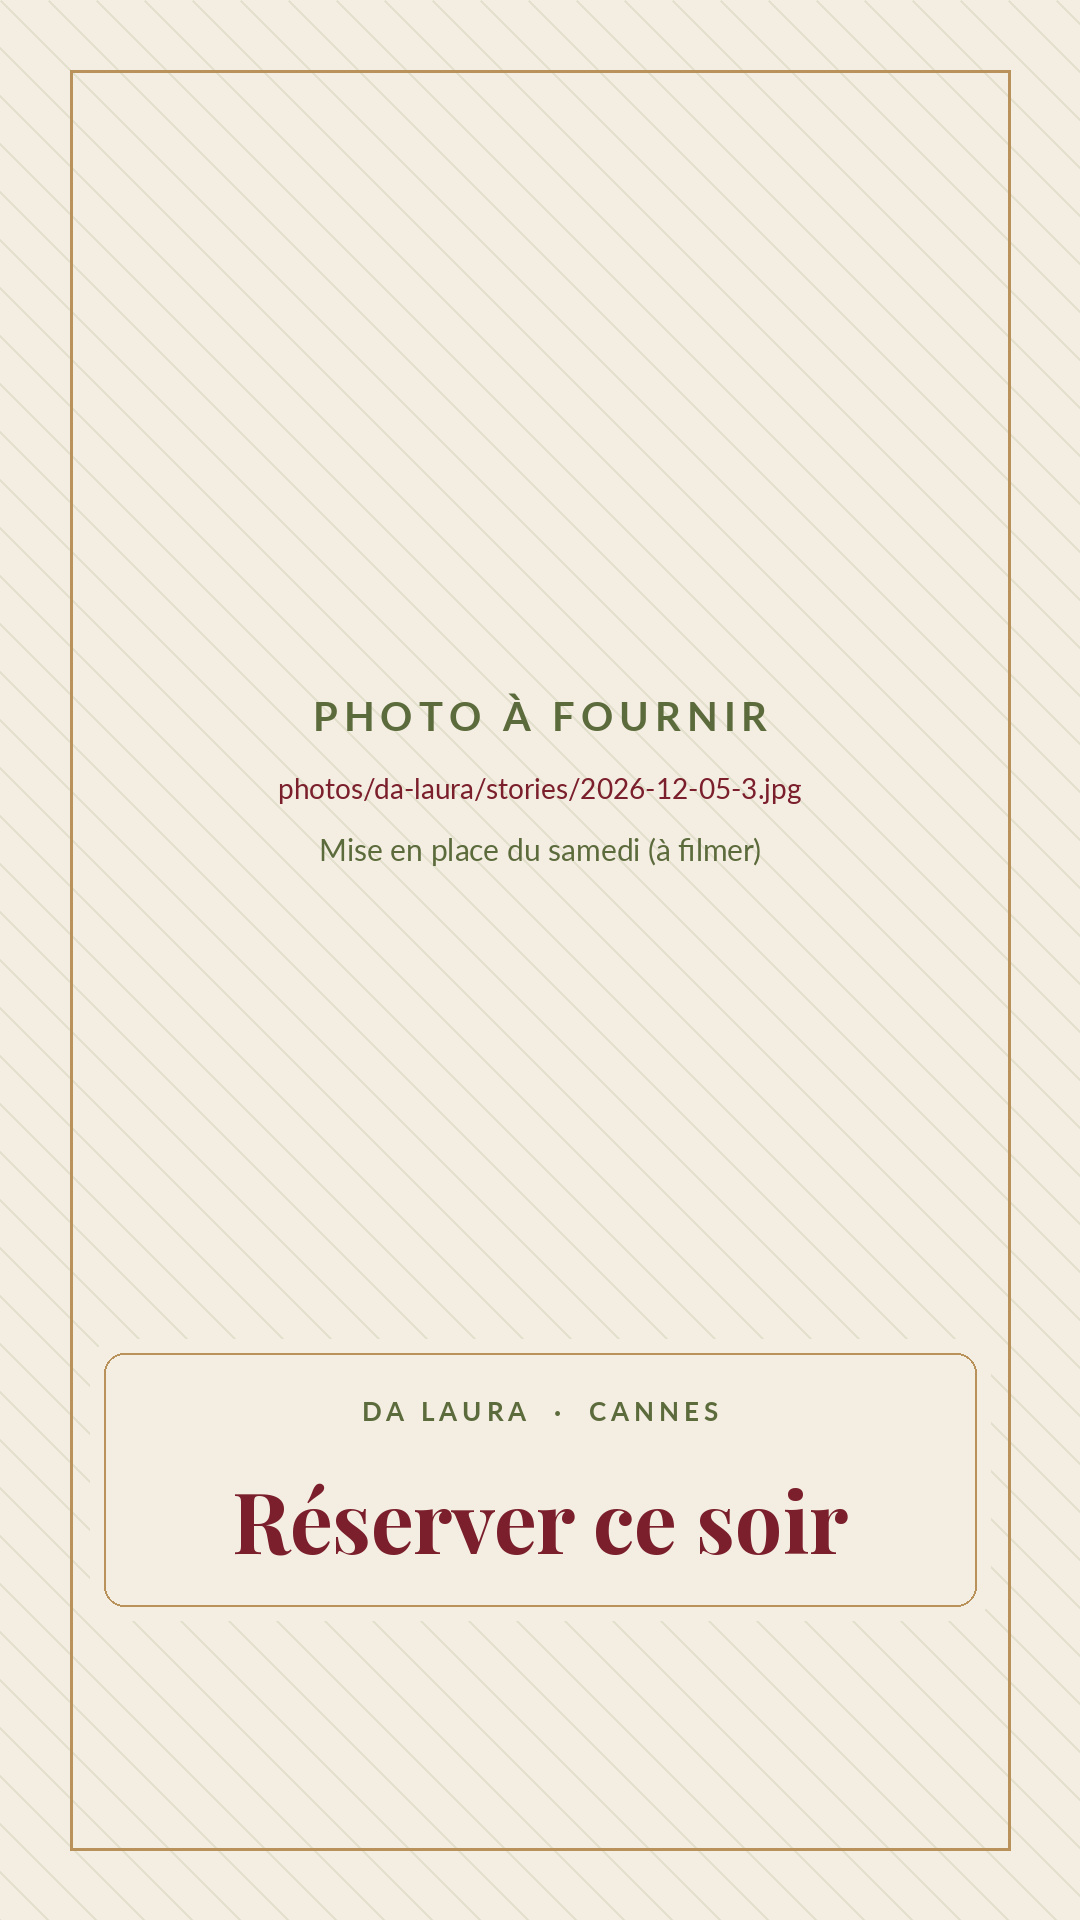 PHOTO À FOURNIR
photos/da-laura/stories/2026-12-05-3.jpg
Mise en place du samedi (à filmer)
DA LAURA · CANNES
Réserver ce soir